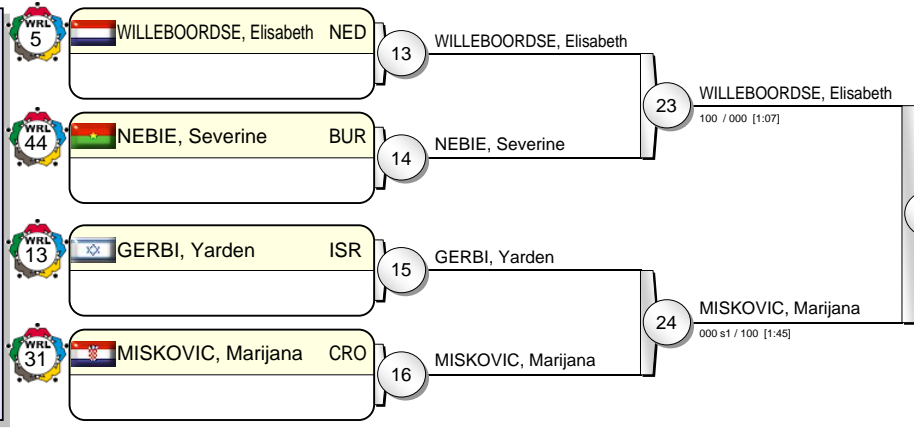 WRL
5
WILLEBOORDSE, Elisabeth NED
13
WILLEBOORDSE, Elisabeth
23
WILLEBOORDSE, Elisabeth
100 / 000 [1:07]
WRL
44
NEBIE, Severine BUR
14
NEBIE, Severine
WRL
13
GERBI, Yarden ISR
15
GERBI, Yarden
24
MISKOVIC, Marijana
000 s1 / 100 [1:45]
WRL
31
MISKOVIC, Marijana CRO
16
MISKOVIC, Marijana